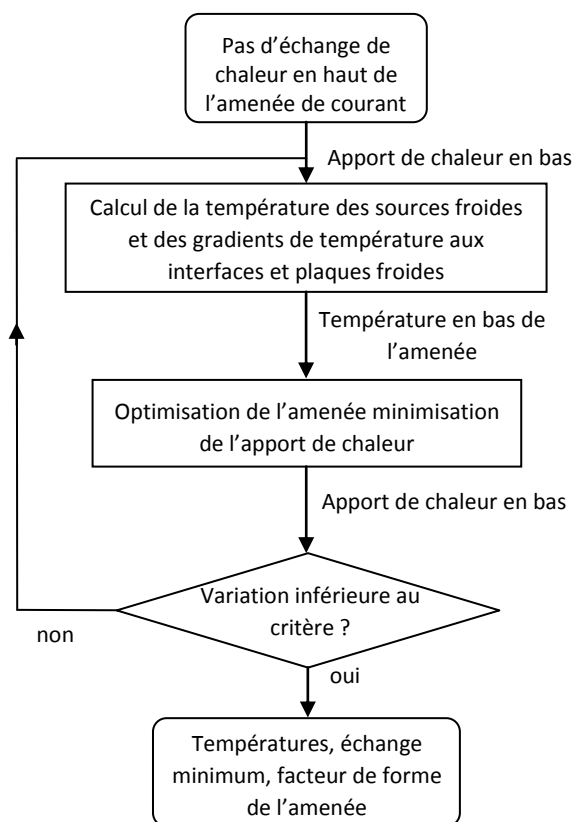 Pas d'échange de
chaleur en haut de
l'amenée de courant
Apport de chaleur en bas
Calcul de la température des sources froides
et des gradients de température aux
interfaces et plaques froides
Température en bas de
l'amenée
Optimisation de l'amenée minimisation
de l'apport de chaleur
Apport de chaleur en bas
Variation inférieure au
critère ?
non
oui
Températures, échange
minimum, facteur de forme
de l'amenée